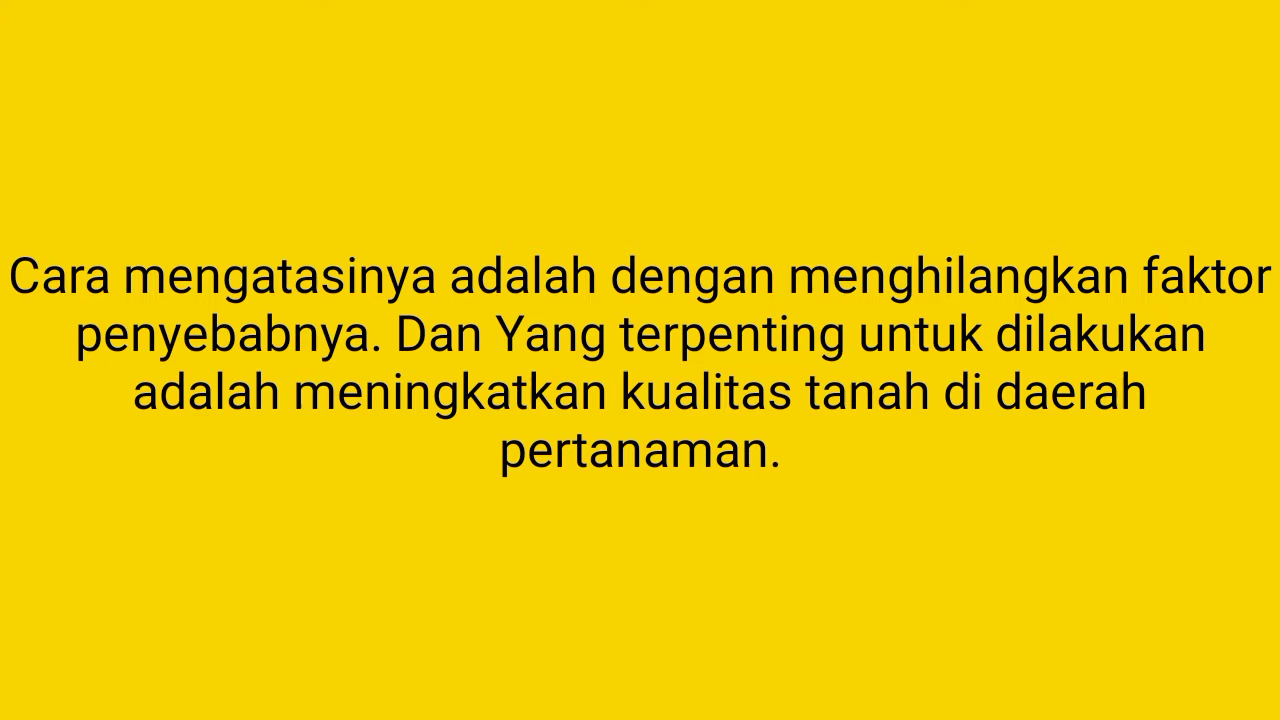 Cara mengatasinya adalah dengan menghilangkan faktor
penyebabnya. Dan Yang terpenting untuk dilakukan
adalah meningkatkan kualitas tanah di daerah
pertanaman.